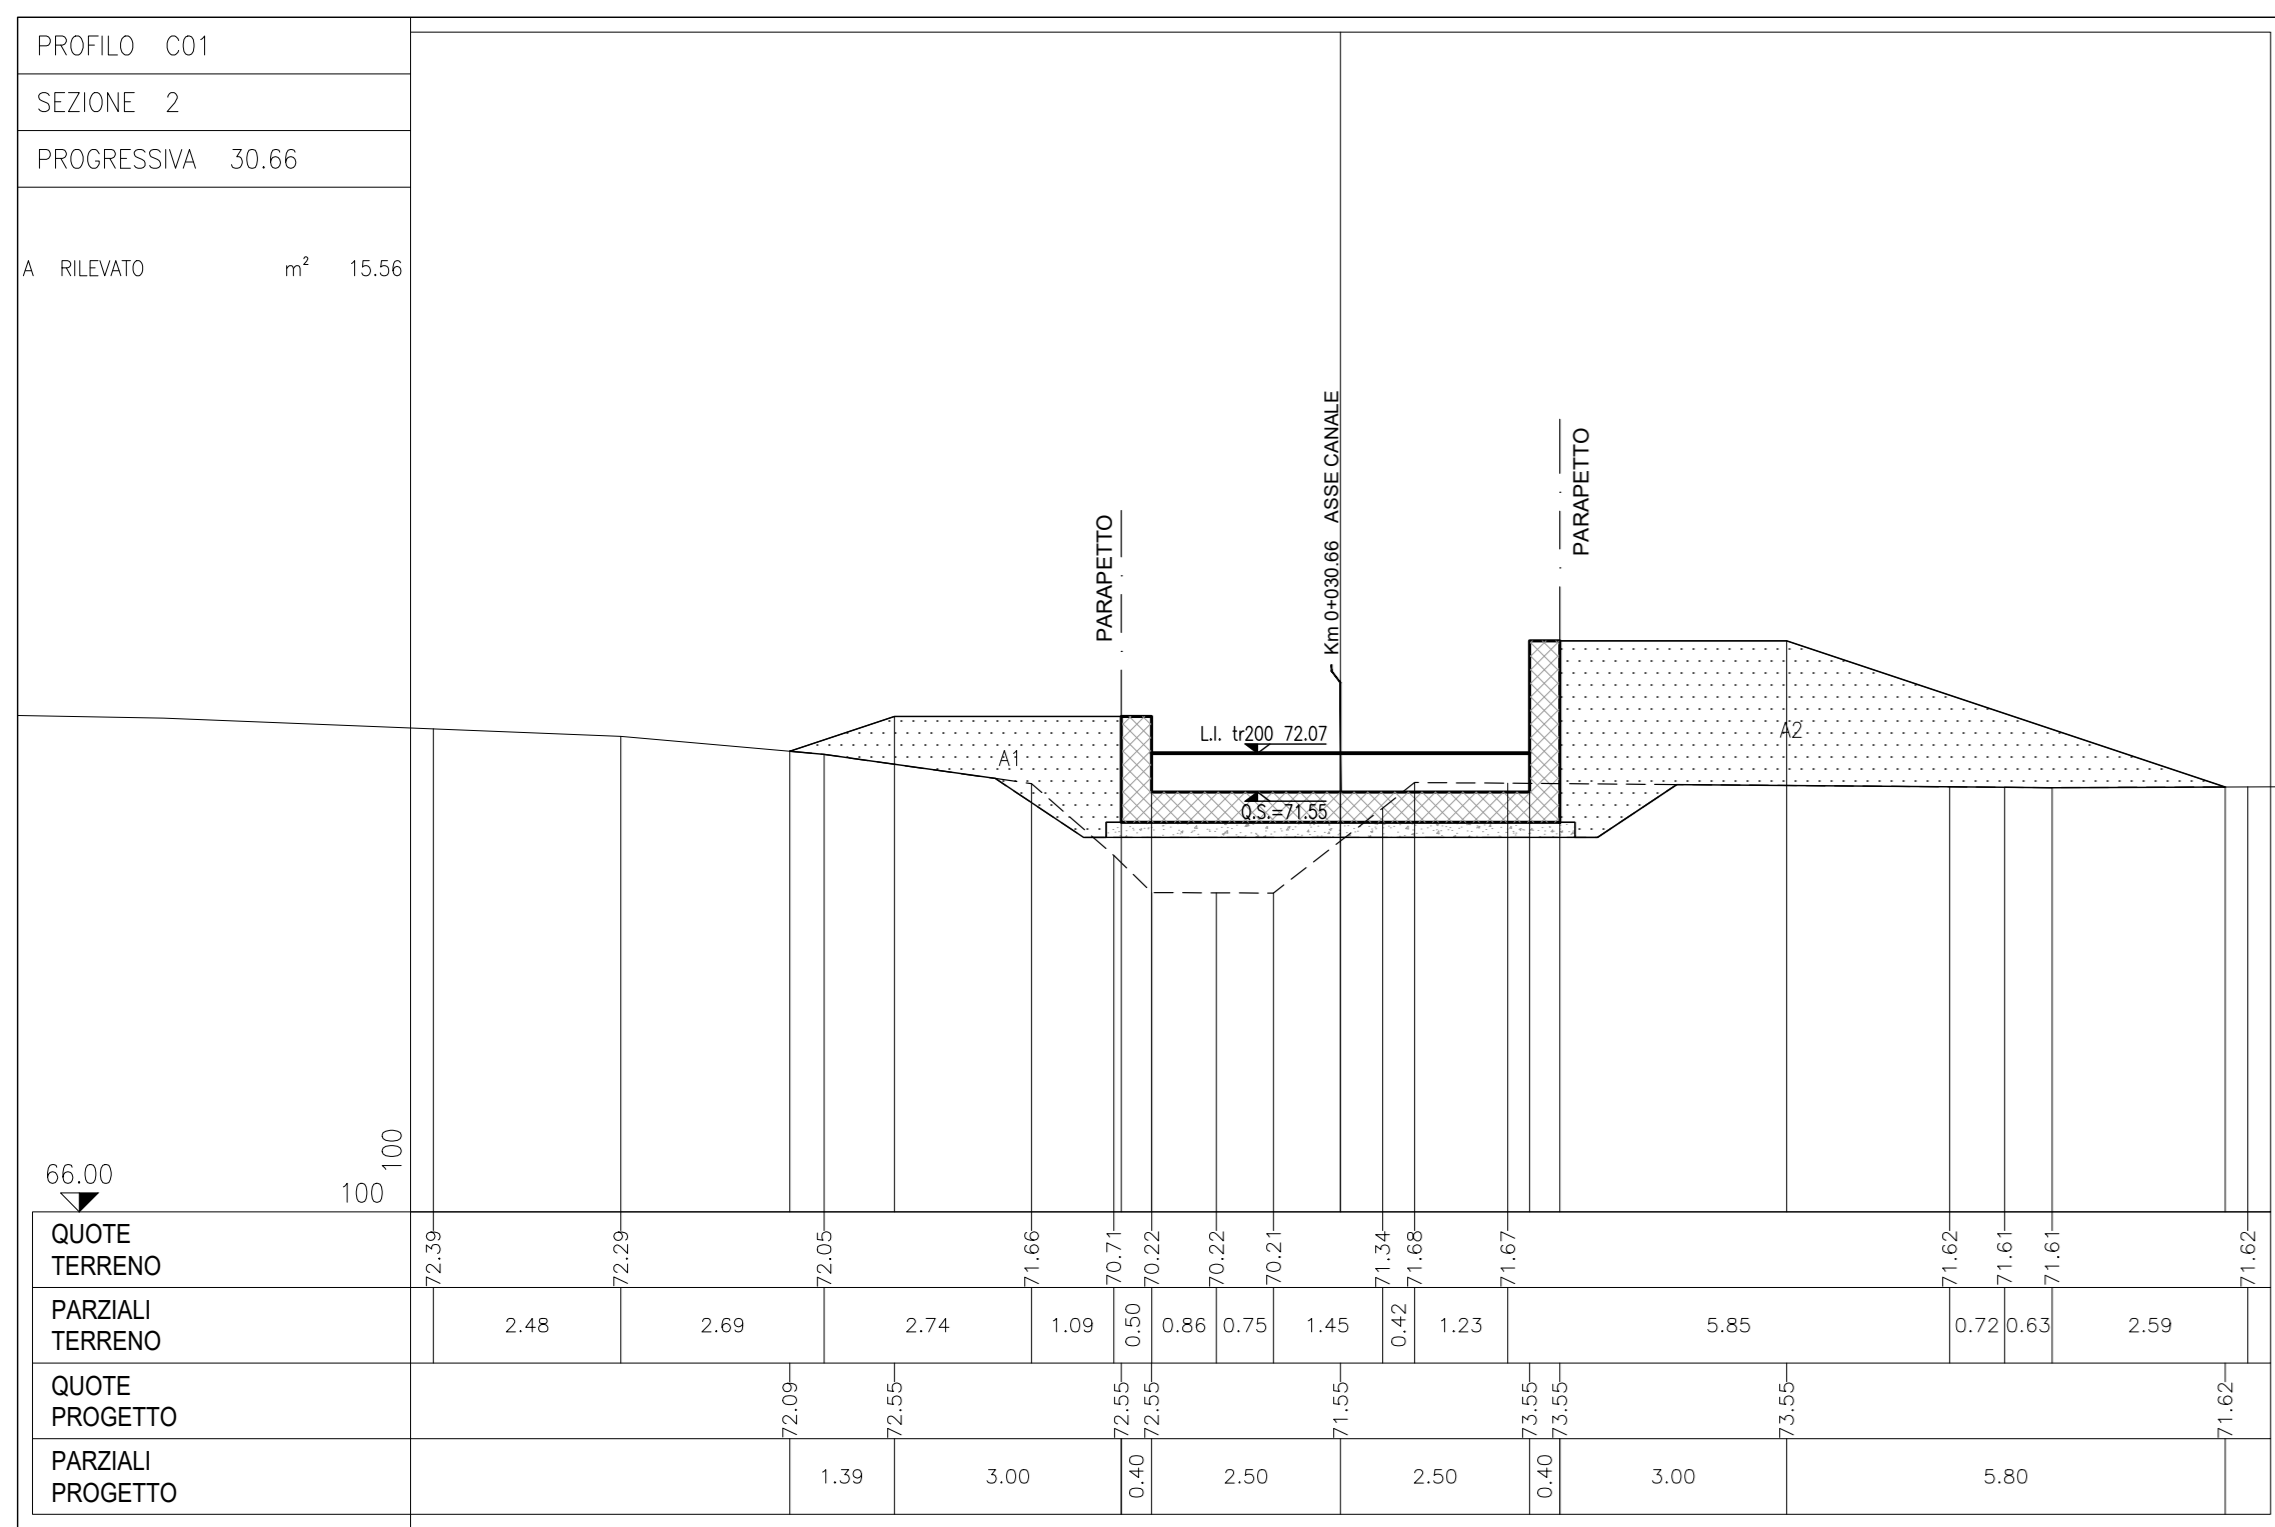 PROFILO C01
SEZIONE 2
PROGRESSIVA 30.66
A RILEVATO m² 15.56
Km 0+030.66 ASSE CANALE
PARAPETTO
PARAPETTO
L.I. tr200 72.07
Q.S.=71.55
A1
A2
66.00
100
100
QUOTE
TERRENO
72.39 72.29 72.05 71.66 70.71 70.22 70.22 70.21 71.34 71.68 71.67 71.62 71.61 71.61 71.62
PARZIALI
TERRENO
2.48 2.69 2.74 1.09 0.50 0.86 0.75 1.45 0.42 1.23 5.85 0.72 0.63 2.59
QUOTE
PROGETTO
72.09 72.55 72.55 72.55 71.55 73.55 73.55 73.55 71.62
PARZIALI
PROGETTO
1.39 3.00 0.40 2.50 2.50 0.40 3.00 5.80